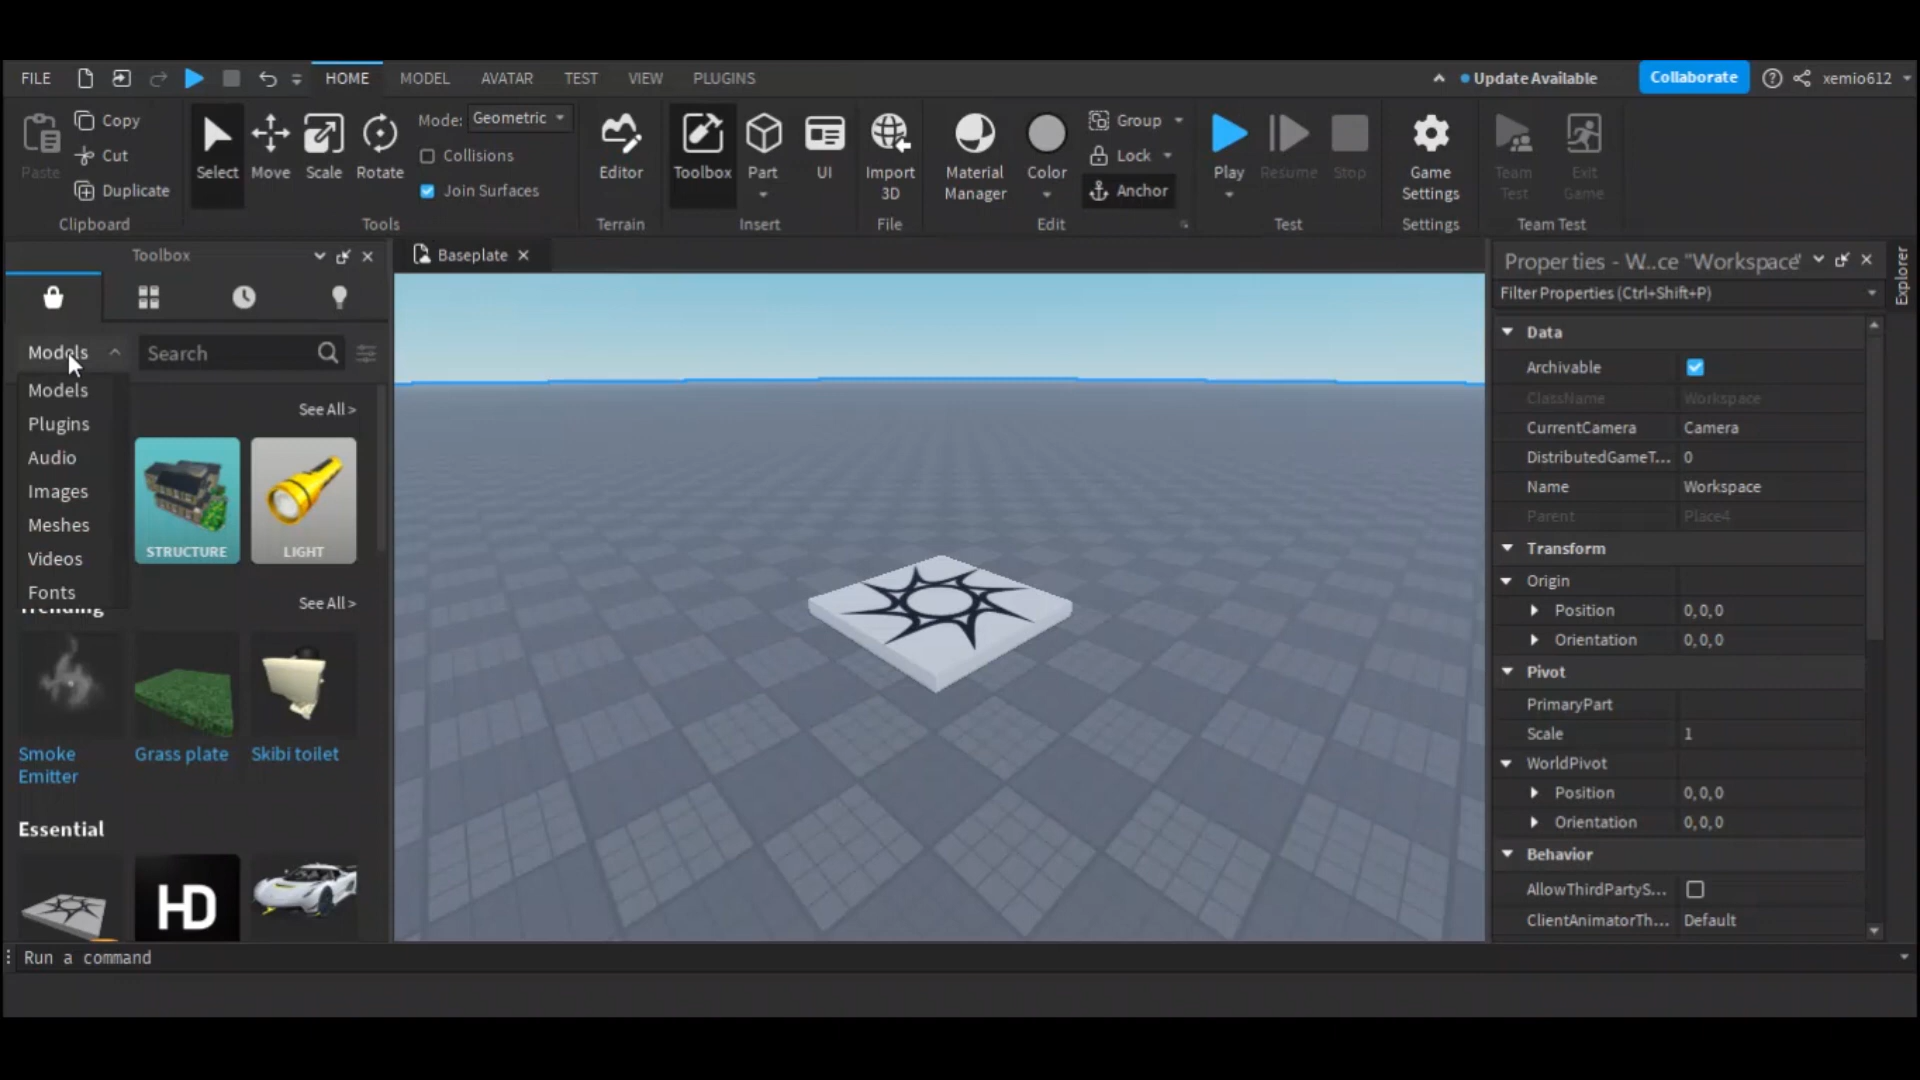 FILE HOME MODEL AVATAR TEST VIEW PLUGINS Update Available Collaborate xemio612
Paste Copy Cut Duplicate
Clipboard
Select Move Scale Rotate
Mode: Geometric
Collisions
Join Surfaces
Tools
Editor
Terrain
Toolbox Part UI
Insert
Import 3D
File
Material Manager Color
Group
Lock
Anchor
Edit
Play Resume Stop
Test
Game Settings
Settings
Team Test Exit Game
Team Test
Toolbox
Models Search
Models
Plugins
Audio
Images
Meshes
Videos
Fonts
See All >
STRUCTURE LIGHT
Trending See All >
Smoke Emitter
Grass plate
Skibi toilet
Essential
HD
Baseplate
Properties - W..ce "Workspace"
Explorer
Filter Properties (Ctrl+Shift+P)
Data
Archivable
ClassName Workspace
CurrentCamera Camera
DistributedGameT... 0
Name Workspace
Parent Place4
Transform
Origin
Position 0,0,0
Orientation 0,0,0
Pivot
PrimaryPart
Scale 1
WorldPivot
Position 0,0,0
Orientation 0,0,0
Behavior
AllowThirdPartyS...
ClientAnimatorTh... Default
Run a command